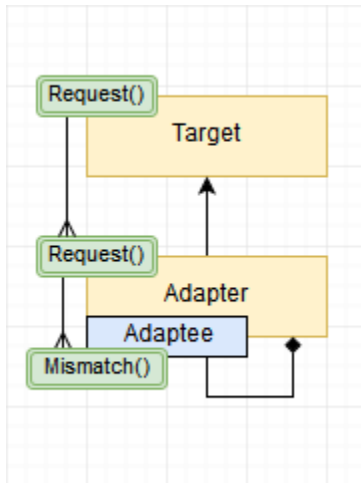 Request()
Target
Request()
Adapter
Adaptee
Mismatch()